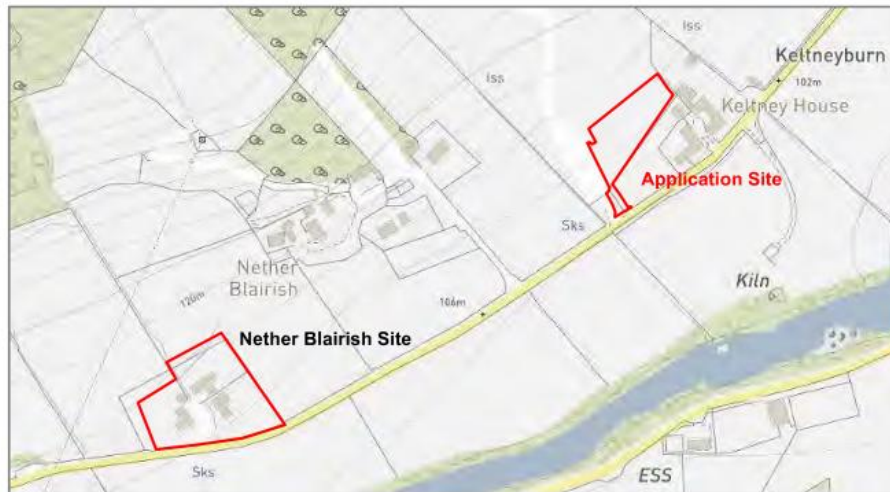 Iss
Keltneyburn
102m
Iss
Keltney House
Application Site
Sks
Nether
Blairish
Kiln
120m
106m
Nether Blairish Site
Sks
ESS